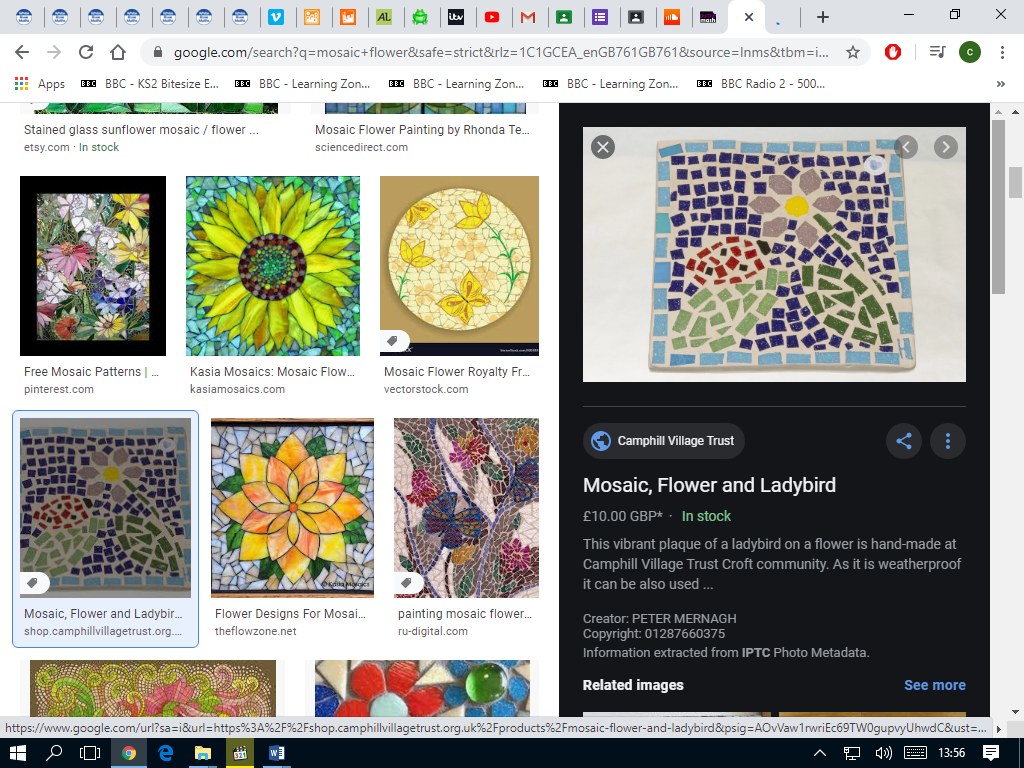 google.com/search?q=mosaic+flower&safe=strict&rlz=1C1GCEA_enGB761GB761&source=lnms&tbm=i...
Apps
BBC - KS2 Bitesize E...
BBC - Learning Zon...
BBC - Learning Zon...
BBC - Learning Zon...
BBC Radio 2 - 500...
Stained glass sunflower mosaic / flower ...
etsy.com · In stock
Mosaic Flower Painting by Rhonda Te...
sciencedirect.com
Free Mosaic Patterns | ...
pinterest.com
Kasia Mosaics: Mosaic Flow...
kasiamosaics.com
Mosaic Flower Royalty Fr...
vectorstock.com
Mosaic, Flower and Ladybir...
shop.camphillvillagetrust.org....
© Kasia Mosaics
Flower Designs For Mosai...
theflowzone.net
painting mosaic flower...
ru-digital.com
Camphill Village Trust
Mosaic, Flower and Ladybird
£10.00 GBP* · In stock
This vibrant plaque of a ladybird on a flower is hand-made at
Camphill Village Trust Croft community. As it is weatherproof
it can be also used ...
Creator: PETER MERNAGH
Copyright: 01287660375
Information extracted from IPTC Photo Metadata.
Related images
See more
https://www.google.com/url?sa=i&url=https%3A%2F%2Fshop.camphillvillagetrust.org.uk%2Fproducts%2Fmosaic-flower-and-ladybird&psig=AOvVaw1rwriEc69TW0gupvyUhwdC&ust=...
13:56